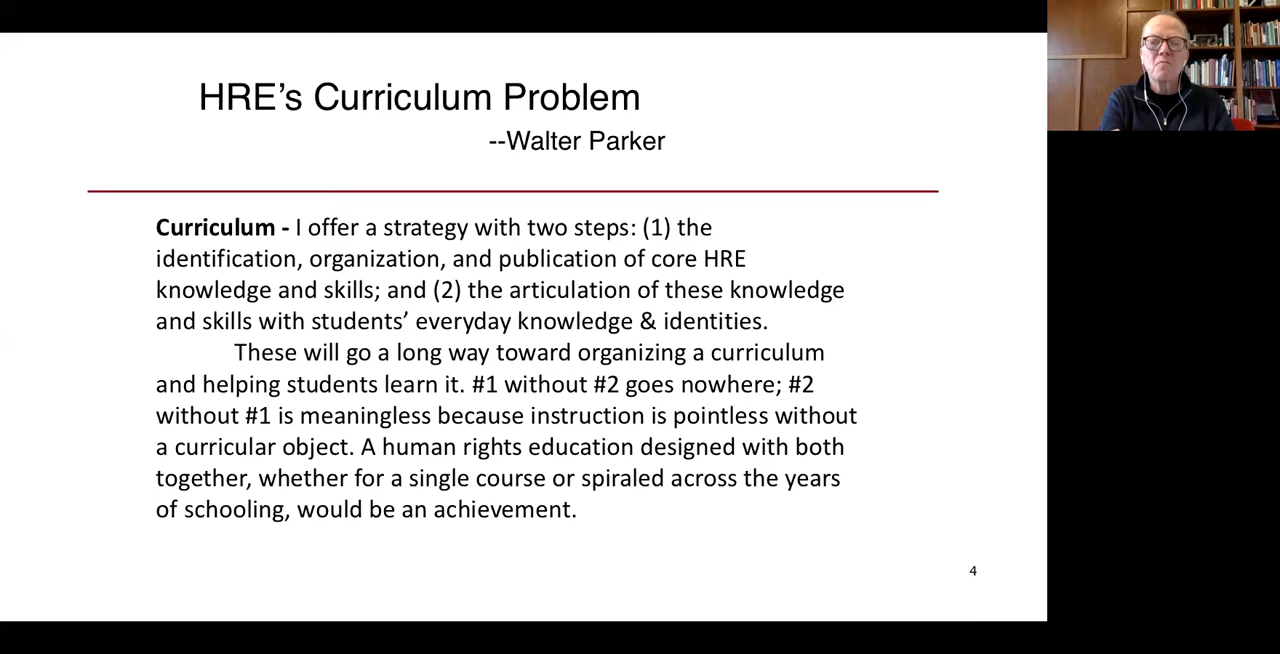 HRE’s Curriculum Problem
--Walter Parker
Curriculum - I offer a strategy with two steps: (1) the
identification, organization, and publication of core HRE
knowledge and skills; and (2) the articulation of these knowledge
and skills with students’ everyday knowledge & identities.
These will go a long way toward organizing a curriculum
and helping students learn it. #1 without #2 goes nowhere; #2
without #1 is meaningless because instruction is pointless without
a curricular object. A human rights education designed with both
together, whether for a single course or spiraled across the years
of schooling, would be an achievement.
4